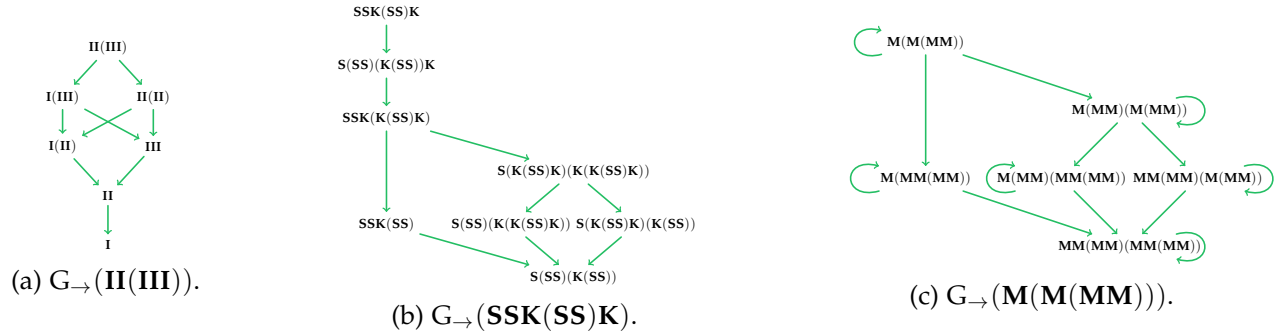 II(III)
I(III) II(II)
I(II) III
II
I
(a) G→(II(III)).
SSK(SS)K
S(SS)(K(SS))K
SSK(K(SS)K)
S(K(SS)K)(K(K(SS)K))
SSK(SS) S(SS)(K(K(SS)K)) S(K(SS)K)(K(SS))
S(SS)(K(SS))
(b) G→(SSK(SS)K).
M(M(MM))
M(MM)(M(MM))
M(MM(MM)) M(MM)(MM(MM)) MM(MM)(M(MM))
MM(MM)(MM(MM))
(c) G→(M(M(MM))).